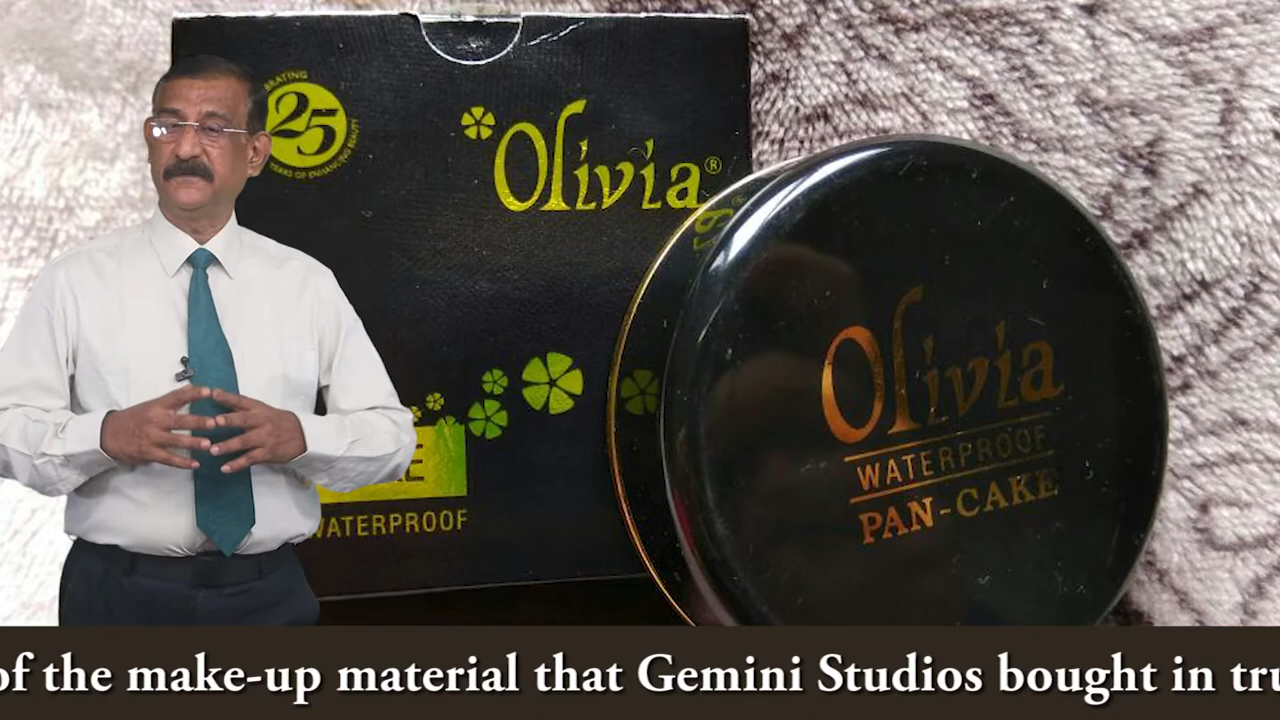 BRATING
25
YEARS OF ENHANCING BEAUTY
Olivia®
WATERPROOF
Olivia
WATERPROOF
PAN-CAKE
of the make-up material that Gemini Studios bought in tru